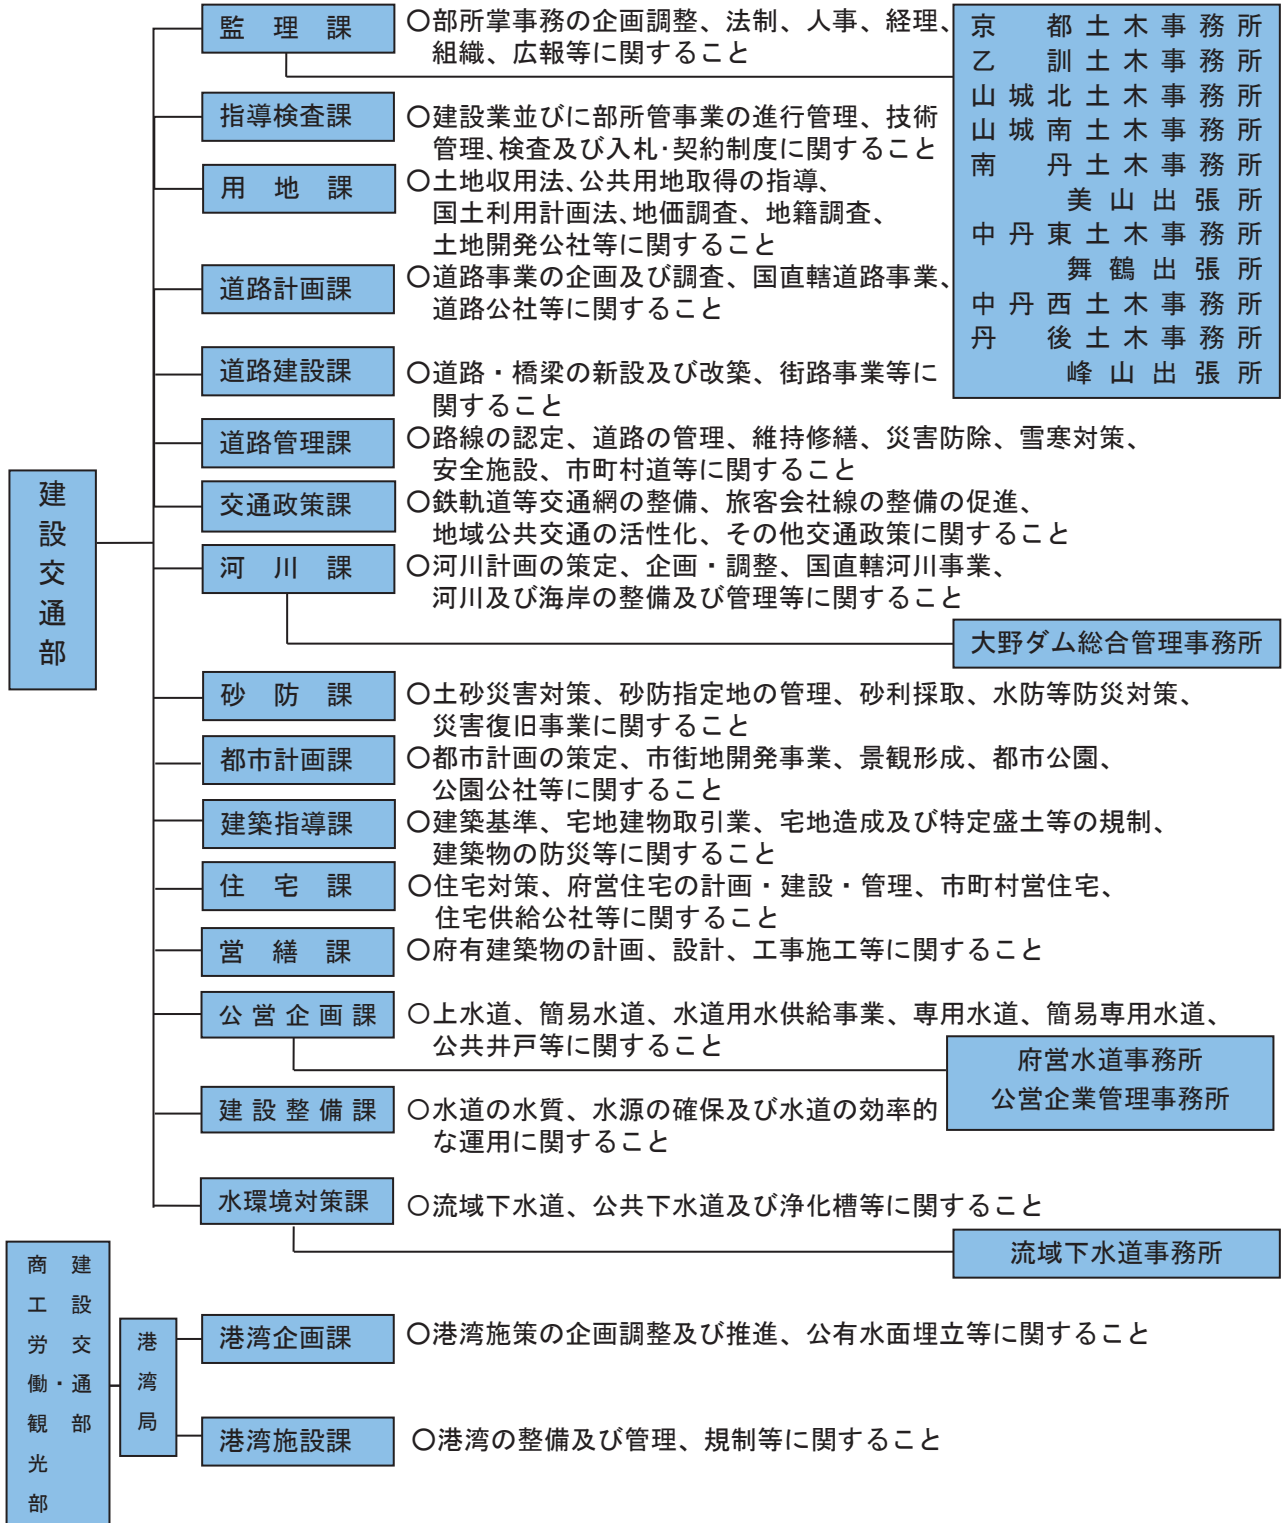 建設交通部
監理課
〇部所掌事務の企画調整、法制、人事、経理、
組織、広報等に関すること
京都土木事務所
乙訓土木事務所
山城北土木事務所
山城南土木事務所
南丹土木事務所
美山出張所
中丹東土木事務所
舞鶴出張所
中丹西土木事務所
丹後土木事務所
峰山出張所
指導検査課
〇建設業並びに部所管事業の進行管理、技術
管理、検査及び入札・契約制度に関すること
用地課
〇土地収用法、公共用地取得の指導、
国土利用計画法、地価調査、地籍調査、
土地開発公社等に関すること
道路計画課
〇道路事業の企画及び調査、国直轄道路事業、
道路公社等に関すること
道路建設課
〇道路・橋梁の新設及び改築、街路事業等に
関すること
道路管理課
〇路線の認定、道路の管理、維持修繕、災害防除、雪寒対策、
安全施設、市町村道等に関すること
交通政策課
〇鉄軌道等交通網の整備、旅客会社線の整備の促進、
地域公共交通の活性化、その他交通政策に関すること
河川課
〇河川計画の策定、企画・調整、国直轄河川事業、
河川及び海岸の整備及び管理等に関すること
大野ダム総合管理事務所
砂防課
〇土砂災害対策、砂防指定地の管理、砂利採取、水防等防災対策、
災害復旧事業に関すること
都市計画課
〇都市計画の策定、市街地開発事業、景観形成、都市公園、
公園公社等に関すること
建築指導課
〇建築基準、宅地建物取引業、宅地造成及び特定盛土等の規制、
建築物の防災等に関すること
住宅課
〇住宅対策、府営住宅の計画・建設・管理、市町村営住宅、
住宅供給公社等に関すること
営繕課
〇府有建築物の計画、設計、工事施工等に関すること
公営企画課
〇上水道、簡易水道、水道用水供給事業、専用水道、簡易専用水道、
公共井戸等に関すること
府営水道事務所
公営企業管理事務所
建設整備課
〇水道の水質、水源の確保及び水道の効率的
な運用に関すること
水環境対策課
〇流域下水道、公共下水道及び浄化槽等に関すること
流域下水道事務所
建設交通部・
商工労働観光部
港湾局
港湾企画課
〇港湾施策の企画調整及び推進、公有水面埋立等に関すること
港湾施設課
〇港湾の整備及び管理、規制等に関すること